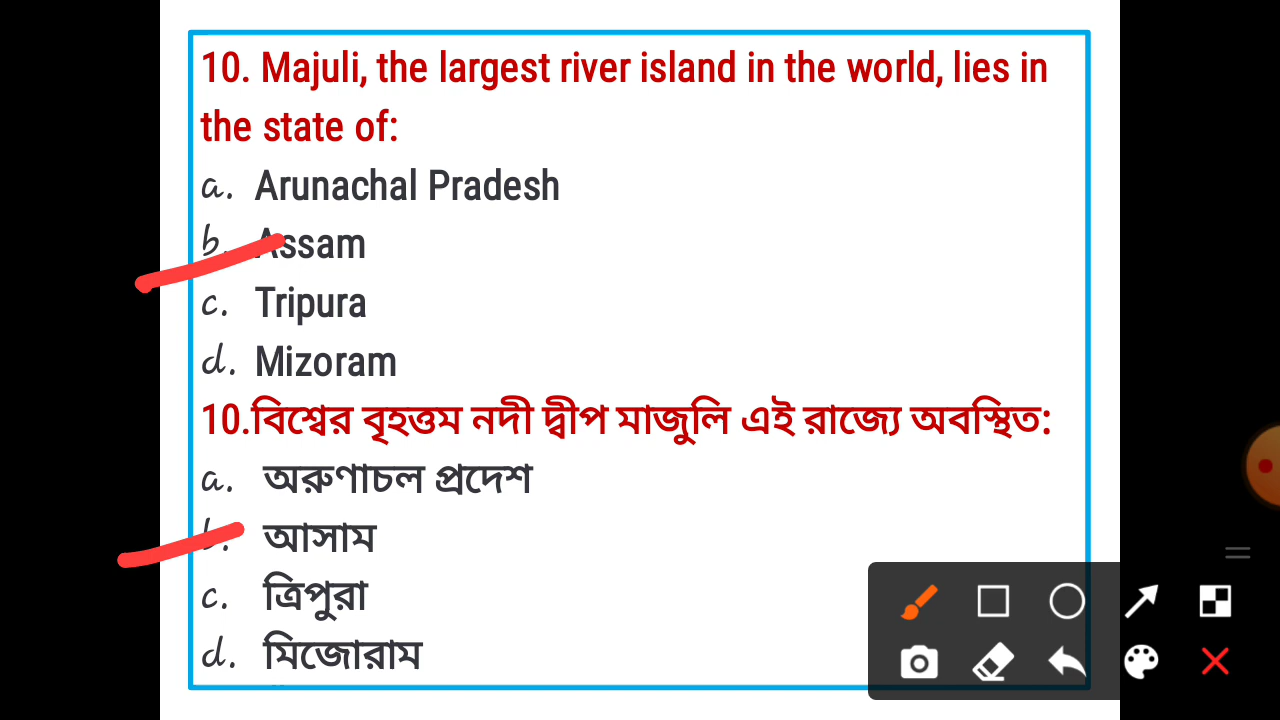 10. Majuli, the largest river island in the world, lies in
the state of:
a. Arunachal Pradesh
b. Assam
c. Tripura
d. Mizoram
10.বিশ্বের বৃহত্তম নদী দ্বীপ মাজুলি এই রাজ্যে অবস্থিত:
a. অরুণাচল প্রদেশ
b. আসাম
c. ত্রিপুরা
d. মিজোরাম